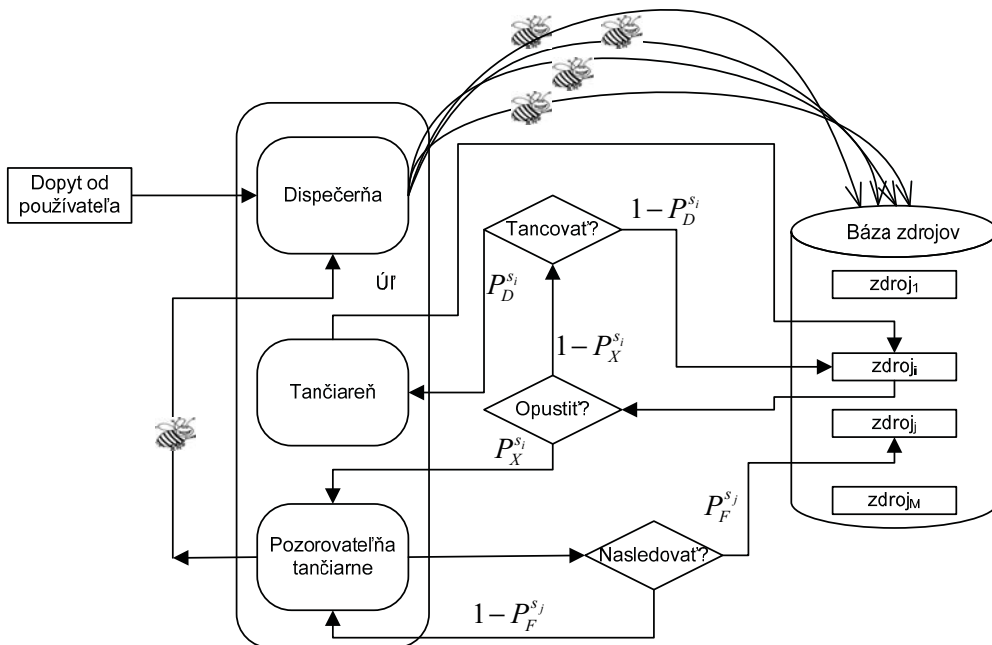 Dopyt od
používateľa
Dispečerňa
Úľ
Tančiareň
Pozorovateľňa
tančiarne
Tancovať?
1 − P_D^{s_i}
P_D^{s_i}
1 − P_X^{s_i}
Opustiť?
P_X^{s_i}
Nasledovať?
P_F^{s_j}
1 − P_F^{s_j}
Báza zdrojov
zdroj₁
zdrojᵢ
zdrojⱼ
zdroj_M